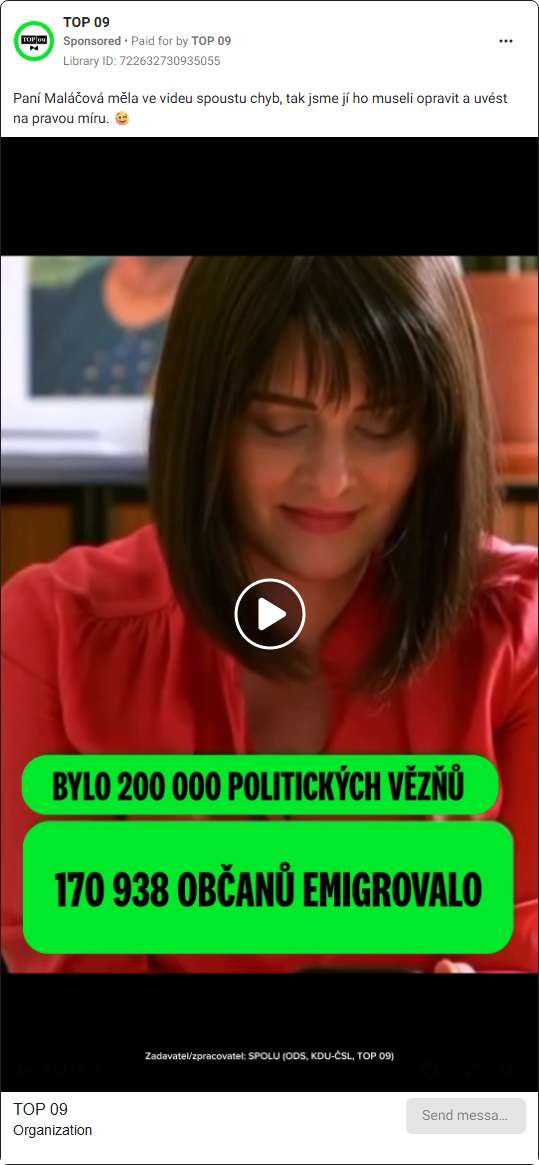 TOP 09
Sponsored • Paid for by TOP 09
Library ID: 722632730935055
TOP 09
Paní Maláčová měla ve videu spoustu chyb, tak jsme jí ho museli opravit a uvést
na pravou míru. 😉
BYLO 200 000 POLITICKÝCH VĚZŇŮ
170 938 OBČANŮ EMIGROVALO
Zadavatel/zpracovatel: SPOLU (ODS, KDU-ČSL, TOP 09)
TOP 09
Organization
Send messa...